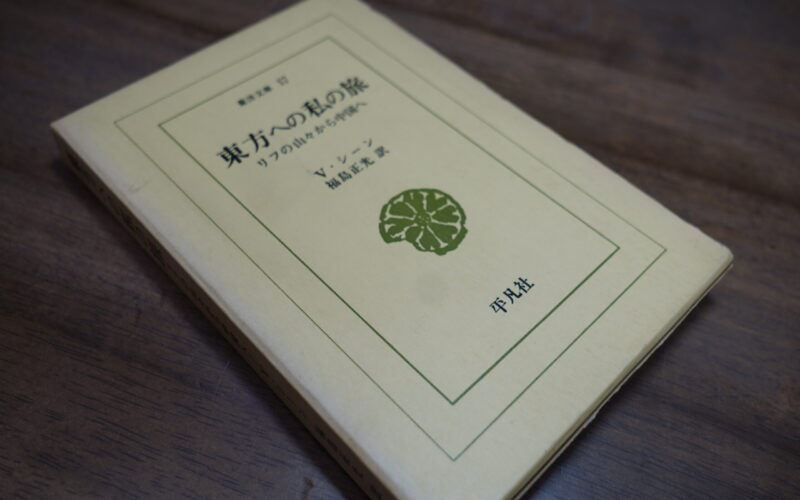 東洋文庫 17
東方への私の旅
リフの山々から中国へ
V・シーン
福島正光 訳
平凡社